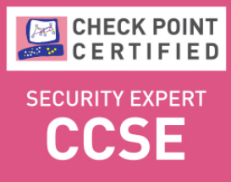 CHECK POINT
CERTIFIED
SECURITY EXPERT
CCSE